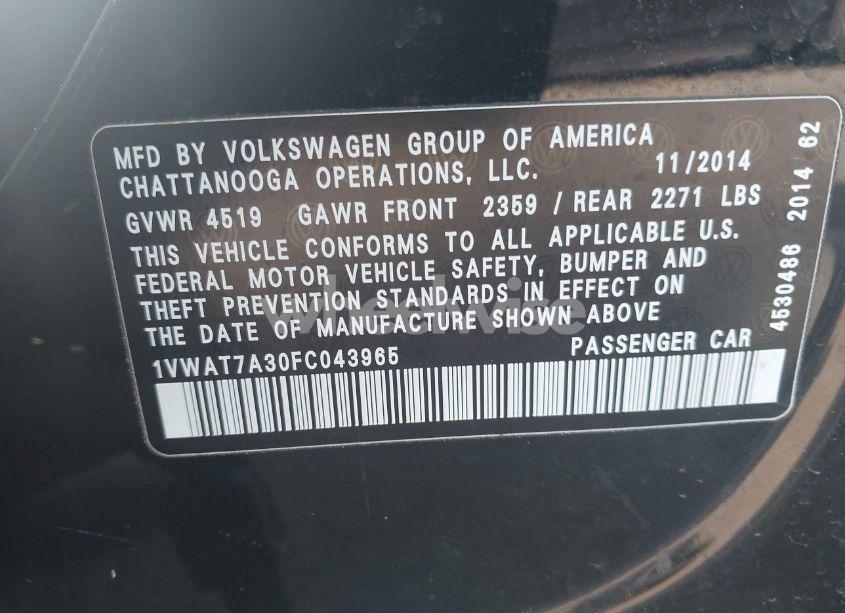 MFD BY VOLKSWAGEN GROUP OF AMERICA
CHATTANOOGA OPERATIONS, LLC. 11/2014
GVWR 4519 GAWR FRONT 2359 / REAR 2271 LBS
THIS VEHICLE CONFORMS TO ALL APPLICABLE U.S.
FEDERAL MOTOR VEHICLE SAFETY, BUMPER AND
THEFT PREVENTION STANDARDS IN EFFECT ON
THE DATE OF MANUFACTURE SHOWN ABOVE
1VWAT7A30FC043965 PASSENGER CAR
4530486 2014 62
wheelvise